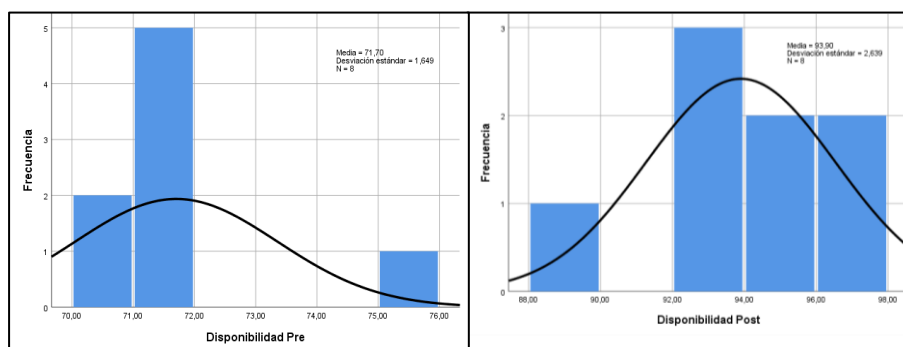 5
4
3
2
1
0
Frecuencia
Media = 71,70
Desviación estándar = 1,649
N = 8
70,00 71,00 72,00 73,00 74,00 75,00 76,00
Disponibilidad Pre
3
2
1
0
Frecuencia
Media = 93,90
Desviación estándar = 2,639
N = 8
88,00 90,00 92,00 94,00 96,00 98,00
Disponibilidad Post